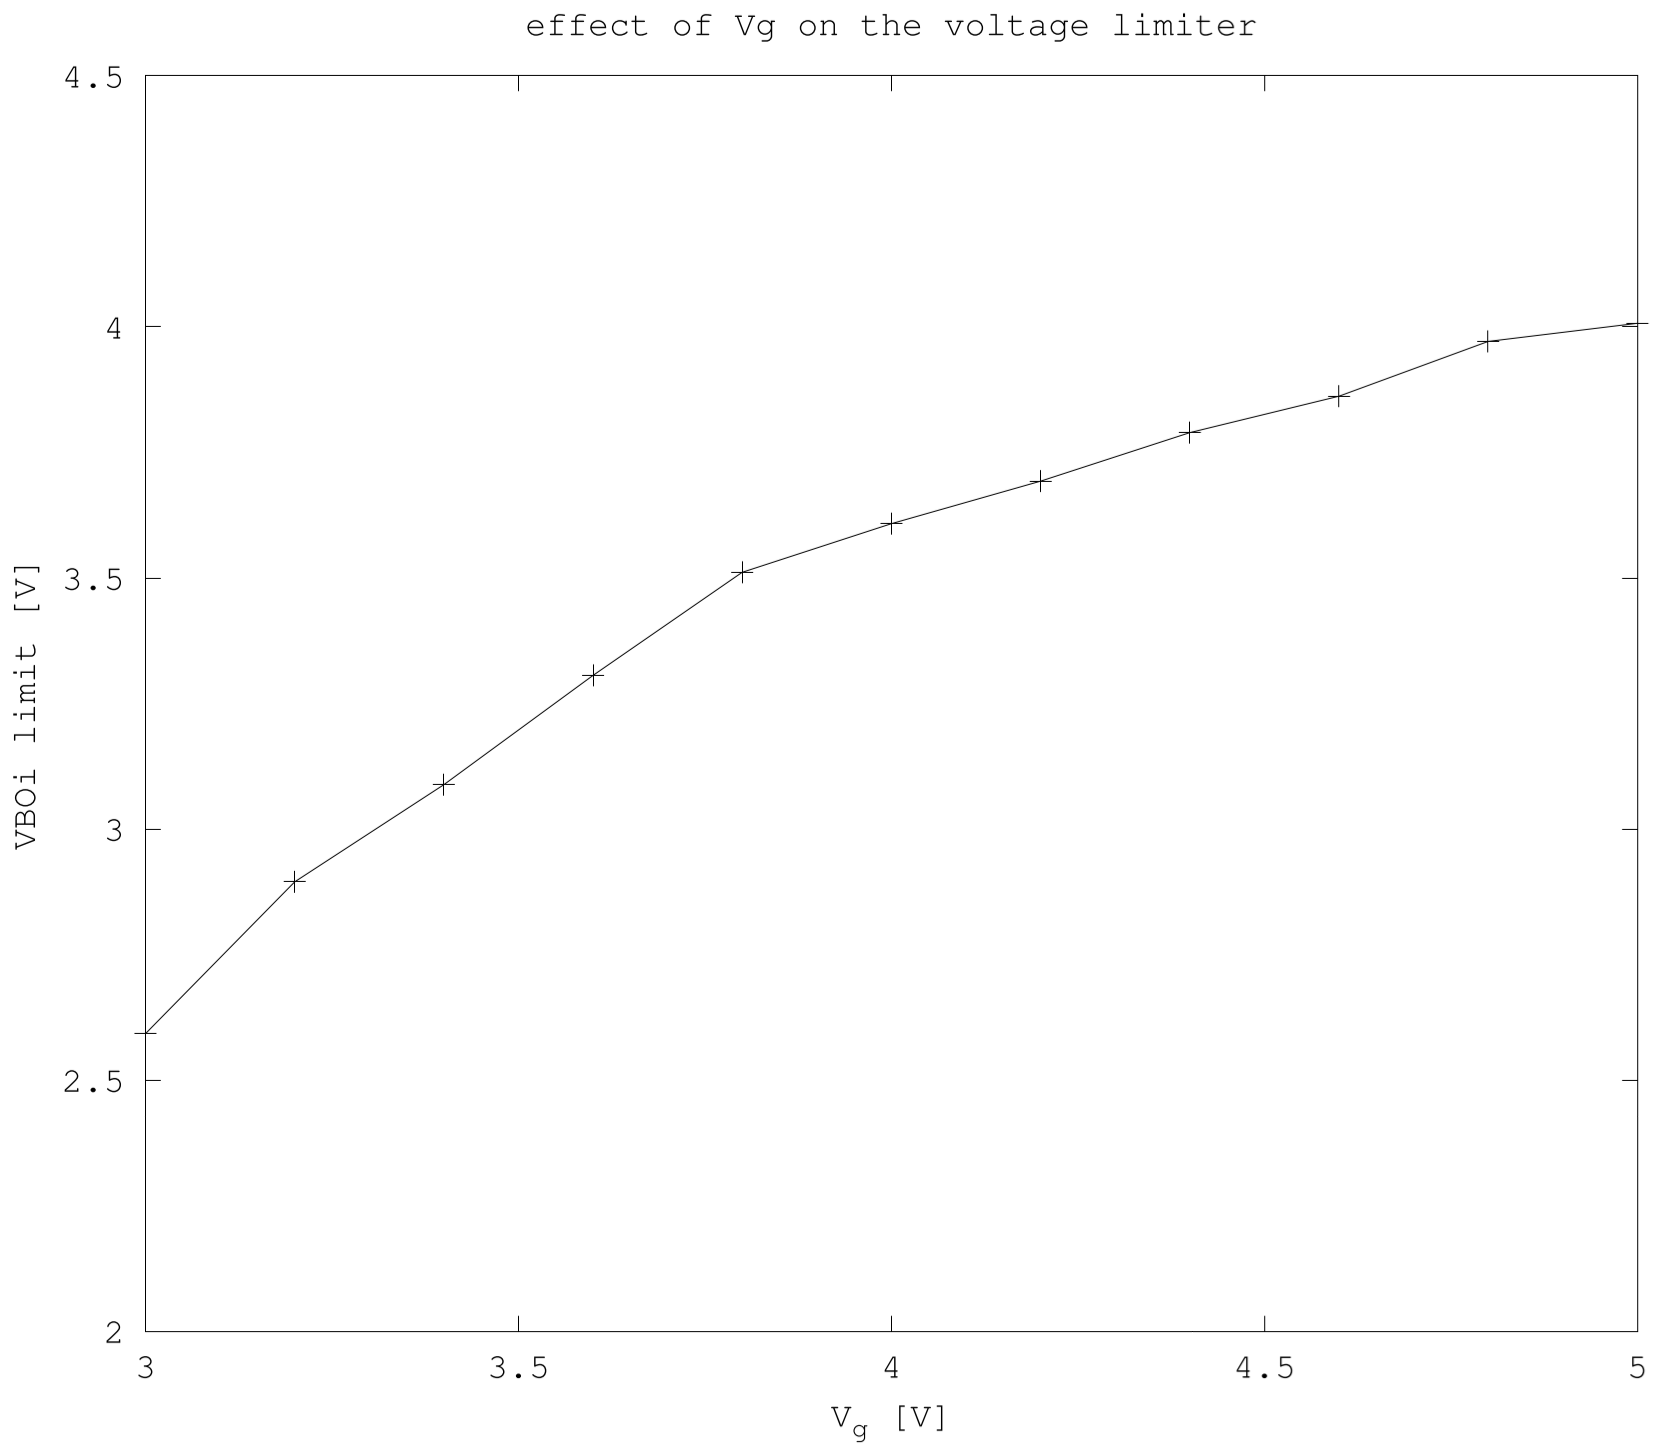 effect of Vg on the voltage limiter
4.5
4
3.5
3
2.5
2
VBOi limit [V]
3 3.5 4 4.5 5
Vg [V]